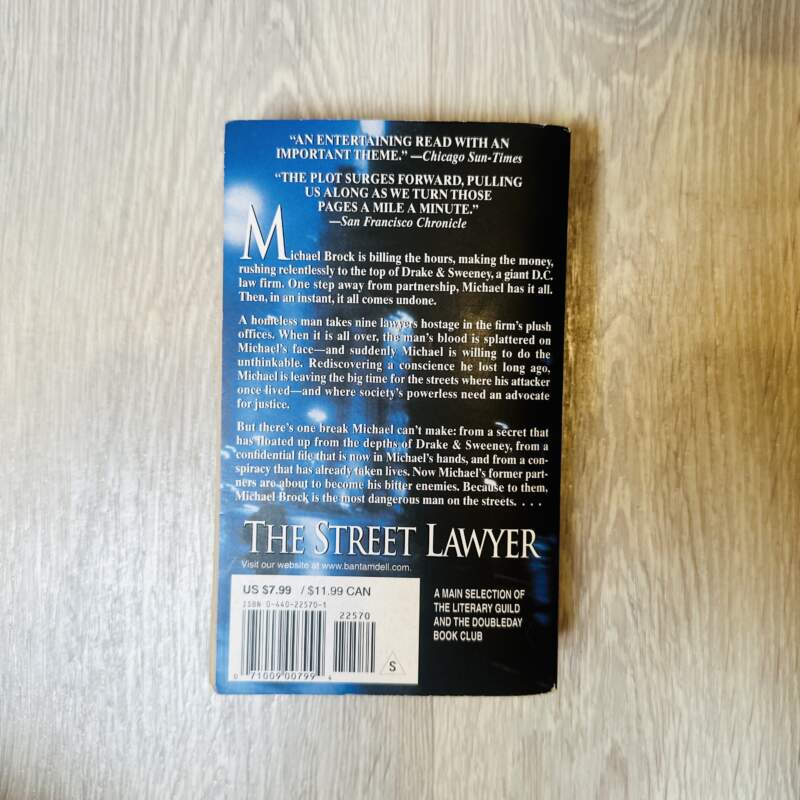 “AN ENTERTAINING READ WITH AN
IMPORTANT THEME.” —Chicago Sun-Times
“THE PLOT SURGES FORWARD, PULLING
US ALONG AS WE TURN THOSE
PAGES A MILE A MINUTE.”
—San Francisco Chronicle
Michael Brock is billing the hours, making the money,
rushing relentlessly to the top of Drake & Sweeney, a giant D.C.
law firm. One step away from partnership, Michael has it all.
Then, in an instant, it all comes undone.
A homeless man takes nine lawyers hostage in the firm’s plush
offices. When it is all over, the man’s blood is splattered on
Michael’s face—and suddenly Michael is willing to do the
unthinkable. Rediscovering a conscience he lost long ago,
Michael is leaving the big time for the streets where his attacker
once lived—and where society’s powerless need an advocate
for justice.
But there’s one break Michael can’t make: from a secret that
has floated up from the depths of Drake & Sweeney, from a
confidential file that is now in Michael’s hands, and from a con-
spiracy that has already taken lives. Now Michael’s former part-
ners are about to become his bitter enemies. Because to them,
Michael Brock is the most dangerous man on the streets. . . .
THE STREET LAWYER
Visit our website at www.bantamdell.com.
US $7.99 / $11.99 CAN
ISBN 0-440-22570-1
22570
S
0 71009 00799 4
A MAIN SELECTION OF
THE LITERARY GUILD
AND THE DOUBLEDAY
BOOK CLUB